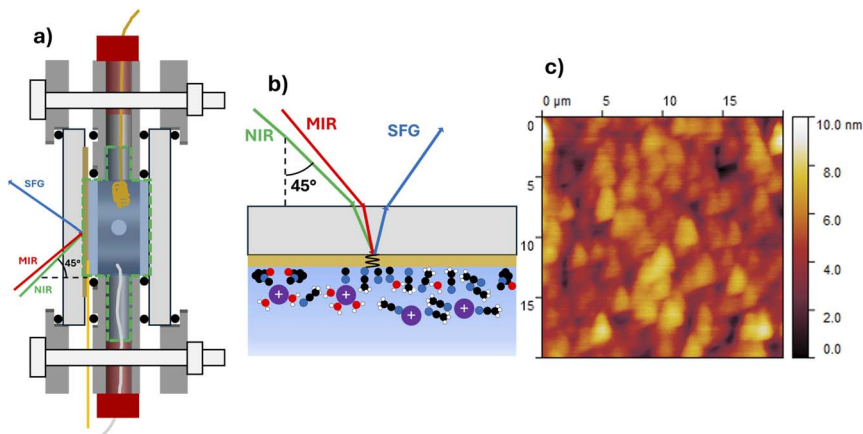 a)
SFG
MIR
45°
NIR
b)
NIR
MIR
SFG
45°
+
+
+
+
c)
0 µm 5 10 15
0
5
10
15
10.0 nm
8.0
6.0
4.0
2.0
0.0